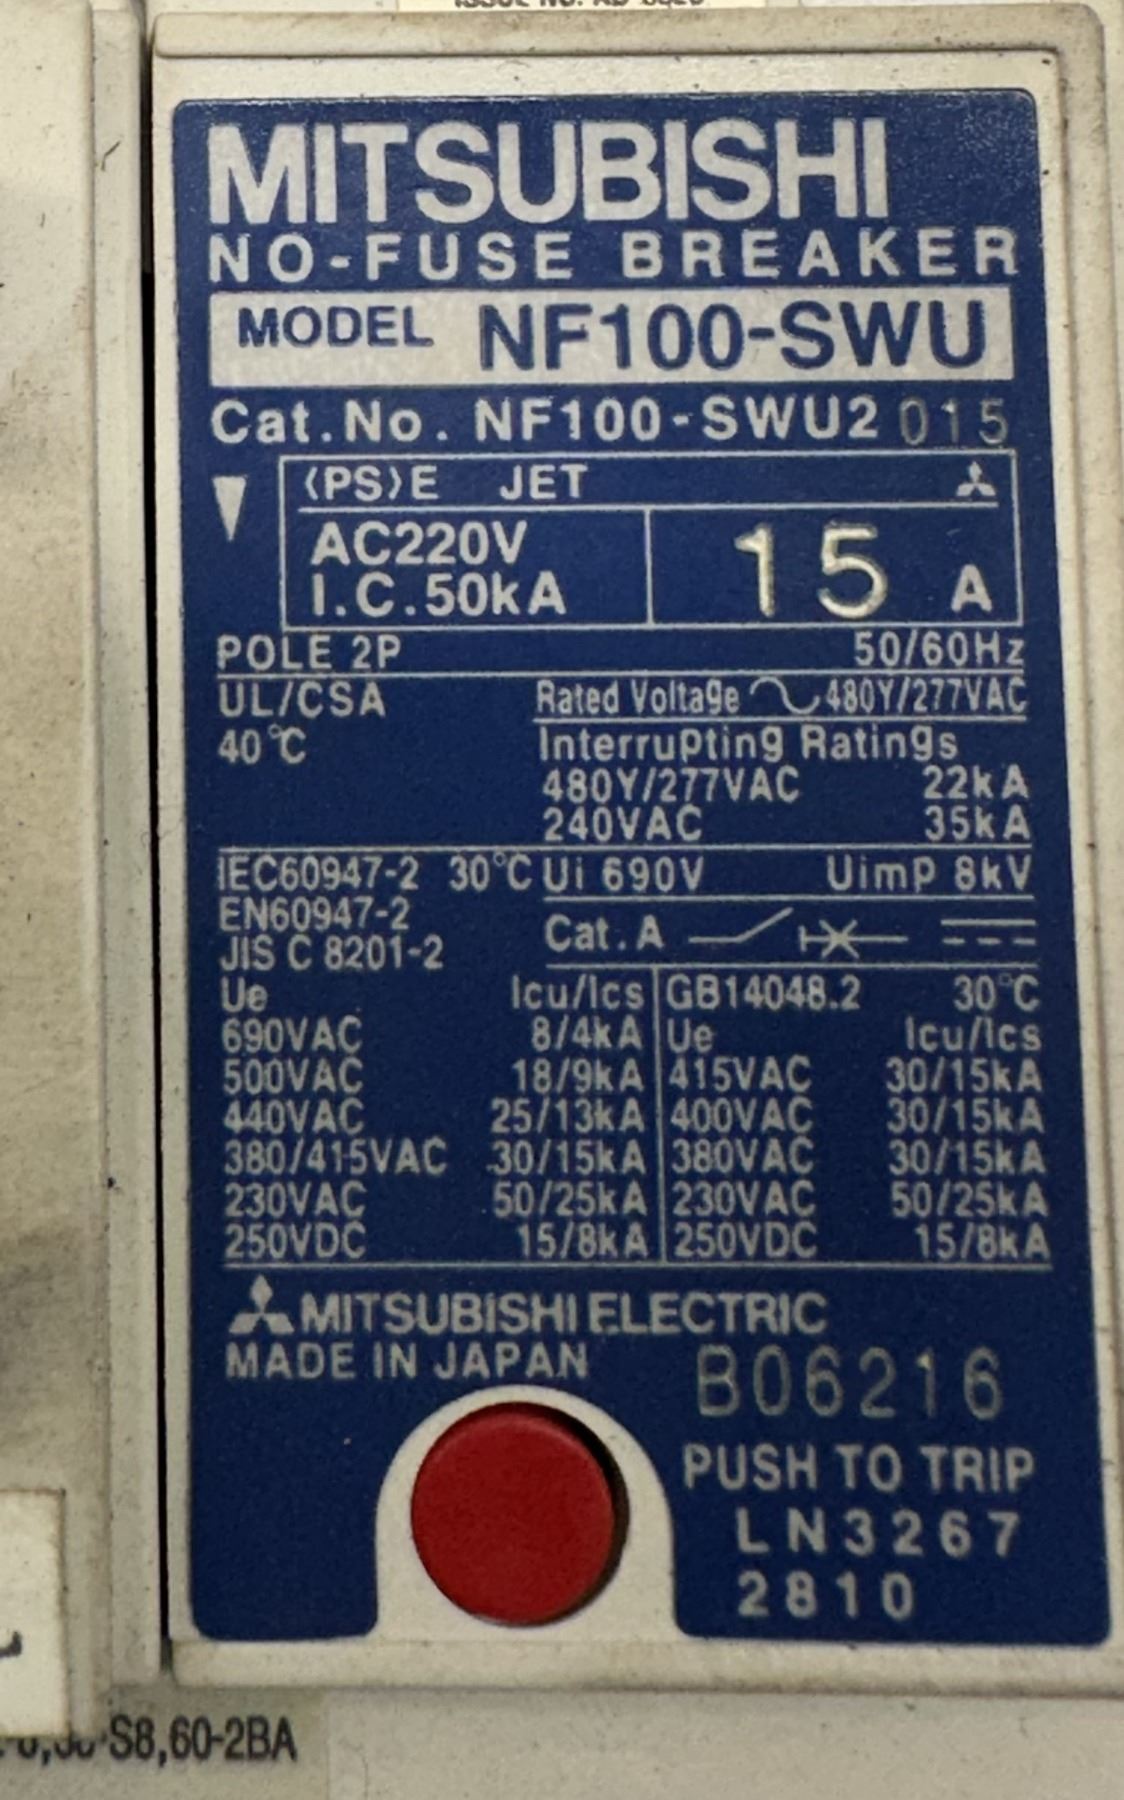 MITSUBISHI
NO-FUSE BREAKER
MODEL NF100-SWU
Cat.No. NF100-SWU2 015
<PS>E JET
AC220V
I.C.50kA 15 A
POLE 2P 50/60Hz
UL/CSA Rated Voltage 480Y/277VAC
40°C Interrupting Ratings
480Y/277VAC 22kA
240VAC 35kA
IEC60947-2 30°C Ui 690V Uimp 8kV
EN60947-2
Cat.A
JIS C 8201-2
Ue Icu/Ics GB14048.2 30°C
690VAC 8/4kA Ue Icu/Ics
500VAC 18/9kA 415VAC 30/15kA
440VAC 25/13kA 400VAC 30/15kA
380/415VAC 30/15kA 380VAC 30/15kA
230VAC 50/25kA 230VAC 50/25kA
250VDC 15/8kA 250VDC 15/8kA
MITSUBISHI ELECTRIC
MADE IN JAPAN B06216
PUSH TO TRIP
LN3267
2810
S8,60-2BA